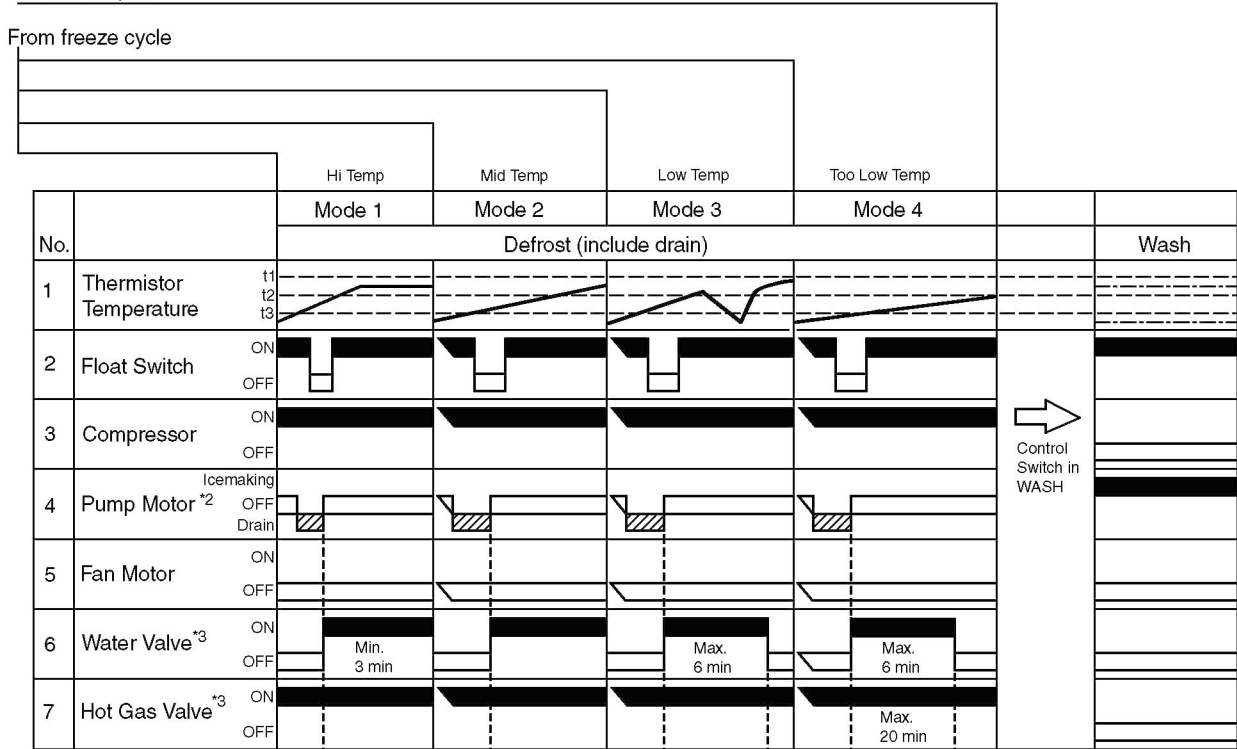 From freeze cycle
Hi Temp Mid Temp Low Temp Too Low Temp
Mode 1 Mode 2 Mode 3 Mode 4
No. Defrost (include drain) Wash
1 Thermistor Temperature t1 t2 t3
2 Float Switch ON OFF
3 Compressor ON OFF
Control Switch in WASH
4 Pump Motor *2 Icemaking OFF Drain
5 Fan Motor ON OFF
6 Water Valve*3 ON OFF
Min. 3 min
Max. 6 min
Max. 6 min
7 Hot Gas Valve*3 ON OFF
Max. 20 min